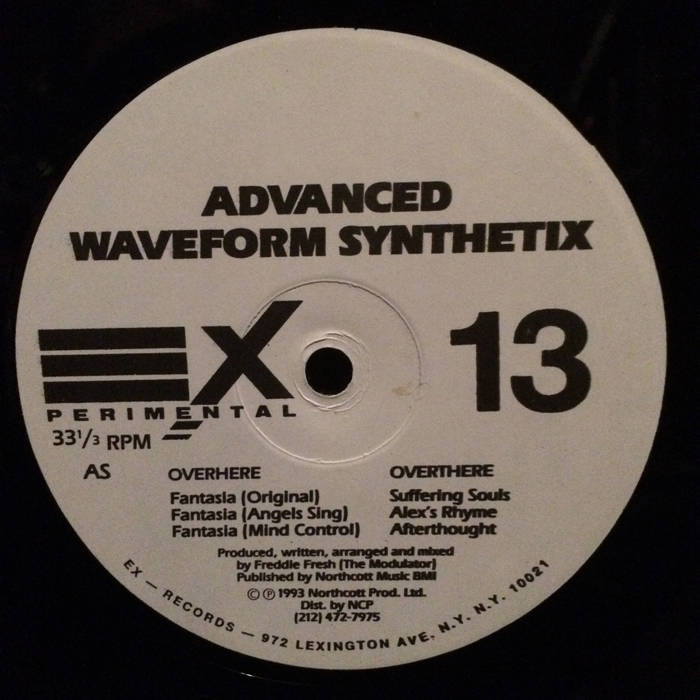 ADVANCED
WAVEFORM SYNTHETIX
EX 13
PERIMENTAL
33 1/3 RPM
AS
OVERHERE
Fantasia (Original)
Fantasia (Angels Sing)
Fantasia (Mind Control)
OVERTHERE
Suffering Souls
Alex's Rhyme
Afterthought
Produced, written, arranged and mixed
by Freddie Fresh (The Modulator)
Published by Northcott Music BMI
© ℗ 1993 Northcott Prod. Ltd.
Dist. by NCP
(212) 472-7975
EX — RECORDS — 972 LEXINGTON AVE, N.Y. N.Y. 10021